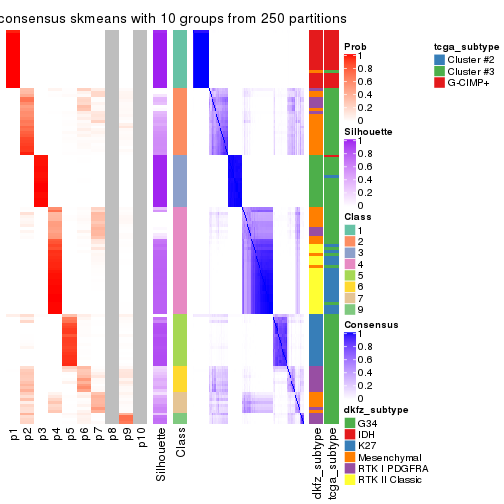 consensus skmeans with 10 groups from 250 partitions
Prob
1
0.8
0.6
0.4
0.2
0
Silhouette
1
0.8
0.6
0.4
0.2
0
Class
1
2
3
4
5
6
7
9
Consensus
1
0.8
0.6
0.4
0.2
0
dkfz_subtype
G34
IDH
K27
Mesenchymal
RTK I PDGFRA
RTK II Classic
tcga_subtype
Cluster #2
Cluster #3
G-CIMP+
p1
p2
p3
p4
p5
p6
p7
p8
p9
p10
Silhouette
Class
dkfz_subtype
tcga_subtype